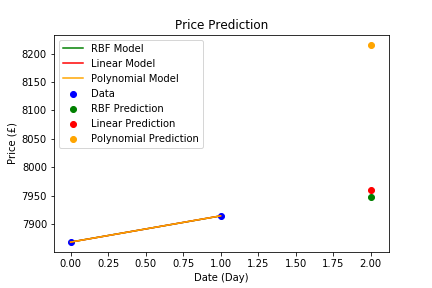 Price Prediction
RBF Model
Linear Model
Polynomial Model
Data
RBF Prediction
Linear Prediction
Polynomial Prediction
Price (£)
8200
8150
8100
8050
8000
7950
7900
0.00 0.25 0.50 0.75 1.00 1.25 1.50 1.75 2.00
Date (Day)